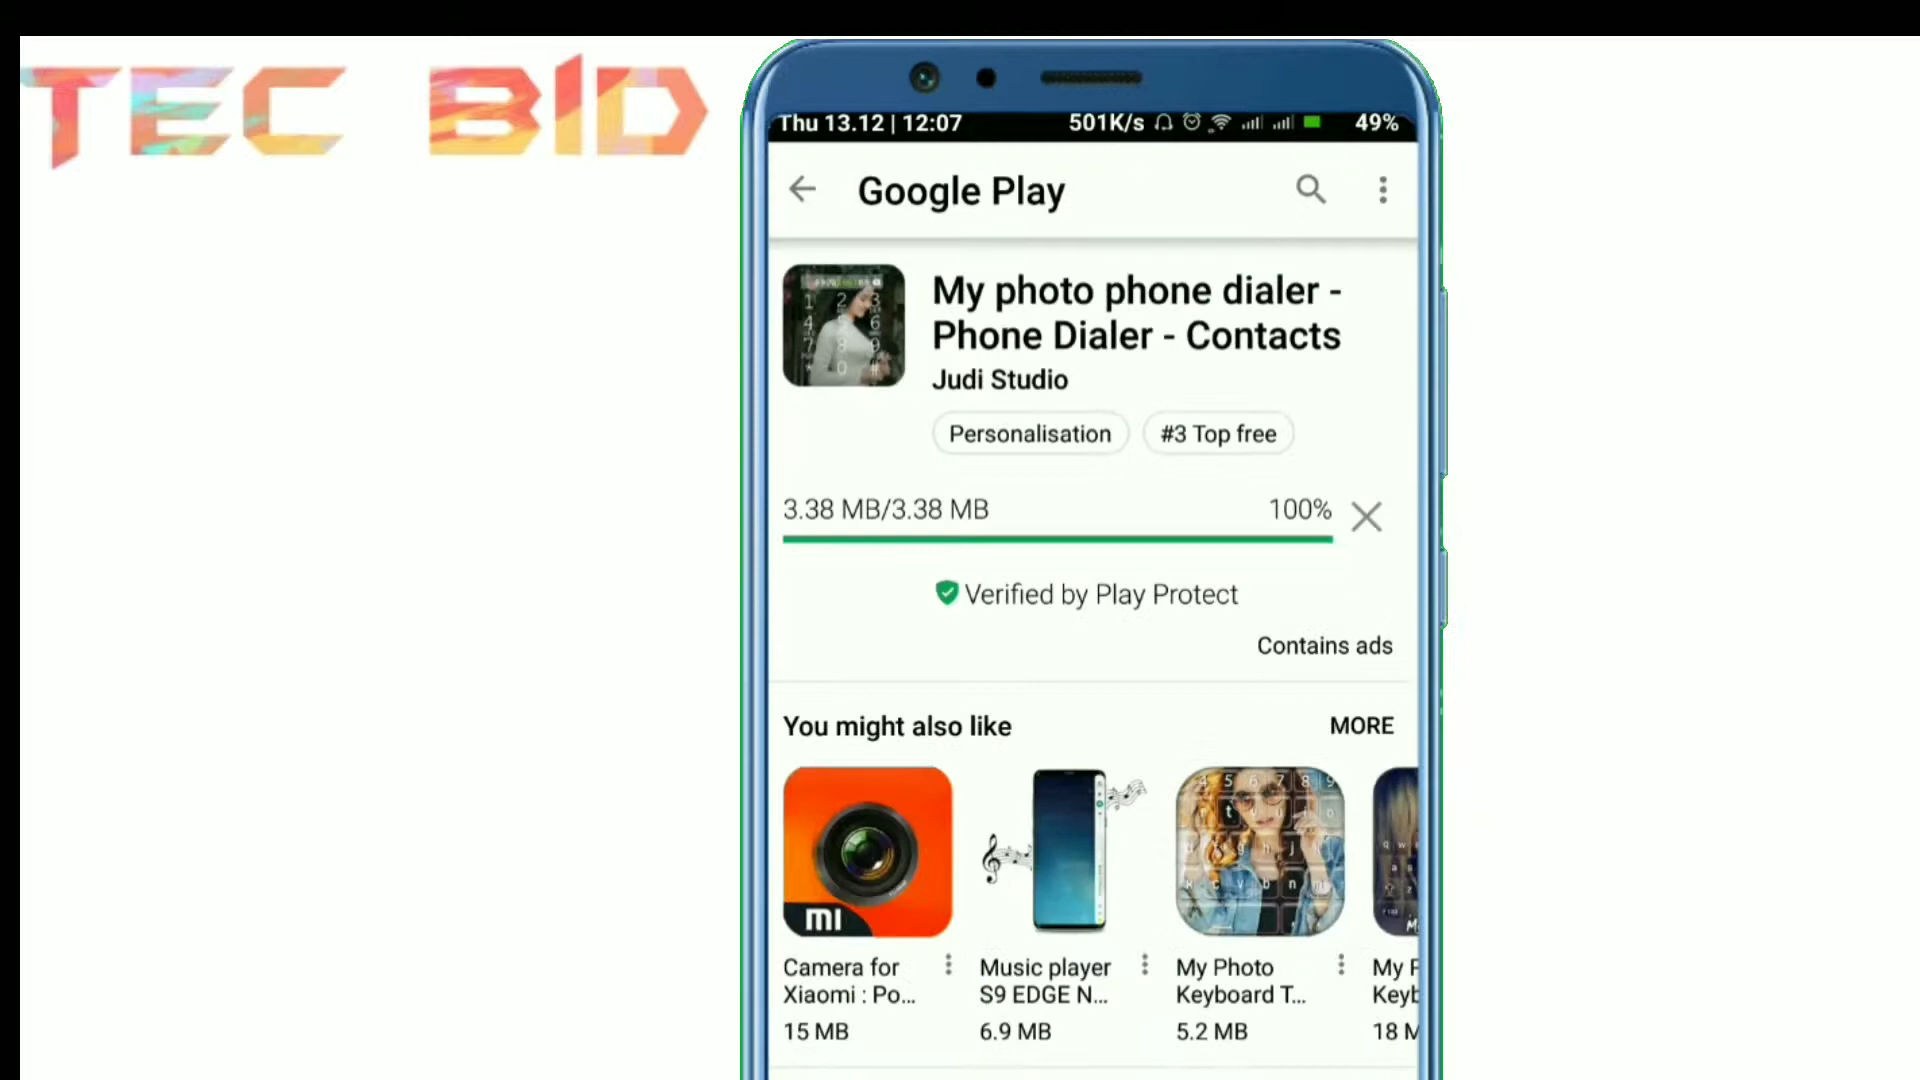 TEC BID
Thu 13.12 | 12:07
501K/s
49%
Google Play
My photo phone dialer -
Phone Dialer - Contacts
Judi Studio
Personalisation
#3 Top free
3.38 MB/3.38 MB
100%
Verified by Play Protect
Contains ads
You might also like
MORE
MI
Camera for
Xiaomi : Po...
15 MB
Music player
S9 EDGE N...
6.9 MB
My Photo
Keyboard T...
5.2 MB
My
Keyb
18